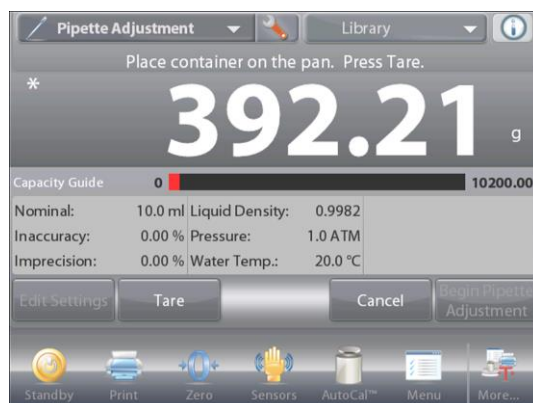 Pipette Adjustment Library
Place container on the pan. Press Tare.
*
392.21 g
Capacity Guide 0 10200.00
Nominal: 10.0 ml Liquid Density: 0.9982
Inaccuracy: 0.00 % Pressure: 1.0 ATM
Imprecision: 0.00 % Water Temp.: 20.0 °C
Edit Settings Tare Cancel Begin Pipette
Adjustment
Standby Print Zero Sensors AutoCal™ Menu More...